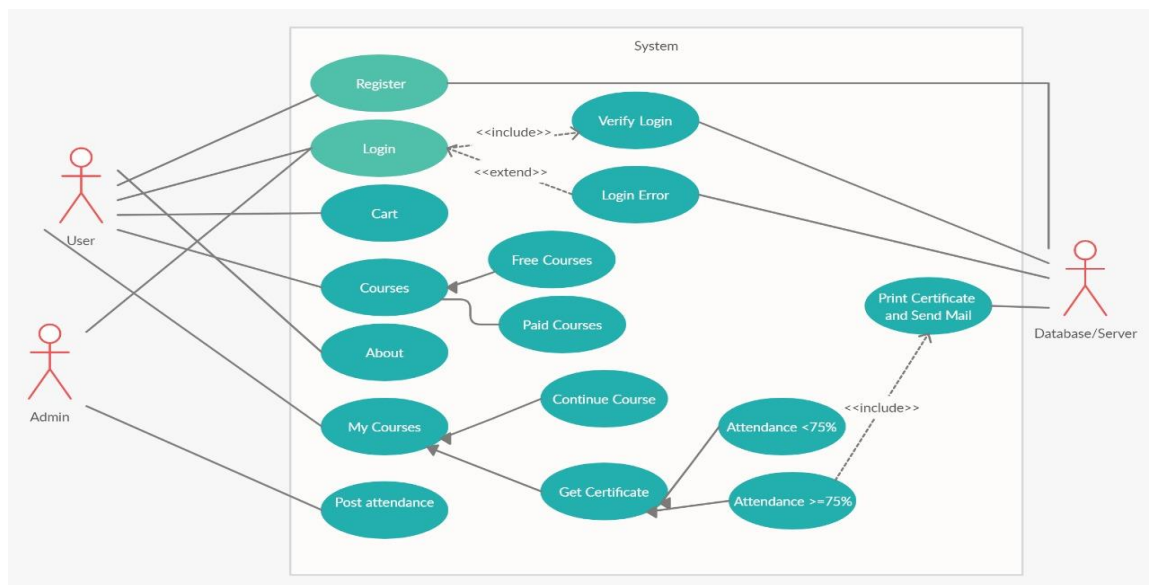 System
Register
Verify Login
<<include>>
Login
<<extend>>
Login Error
Cart
User
Free Courses
Courses
Print Certificate
and Send Mail
Paid Courses
Database/Server
About
Continue Course
<<include>>
Admin
My Courses
Attendance <75%
Get Certificate
Attendance >=75%
Post attendance